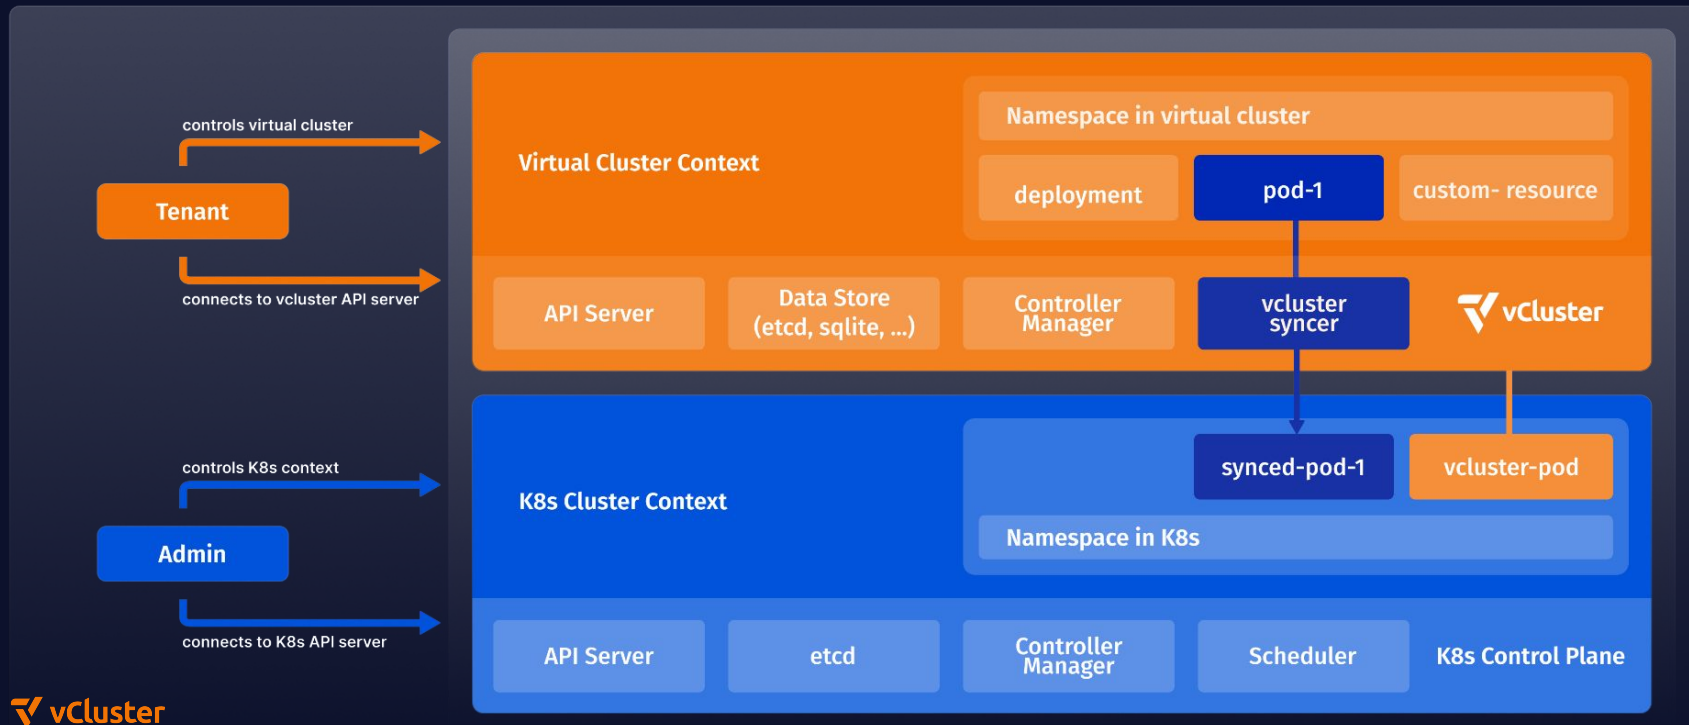 controls virtual cluster
Tenant
connects to vcluster API server
Virtual Cluster Context
Namespace in virtual cluster
deployment
pod-1
custom- resource
API Server
Data Store
(etcd, sqlite, ...)
Controller
Manager
vcluster
syncer
vCluster
controls K8s context
Admin
connects to K8s API server
K8s Cluster Context
synced-pod-1
vcluster-pod
Namespace in K8s
API Server
etcd
Controller
Manager
Scheduler
K8s Control Plane
vCluster